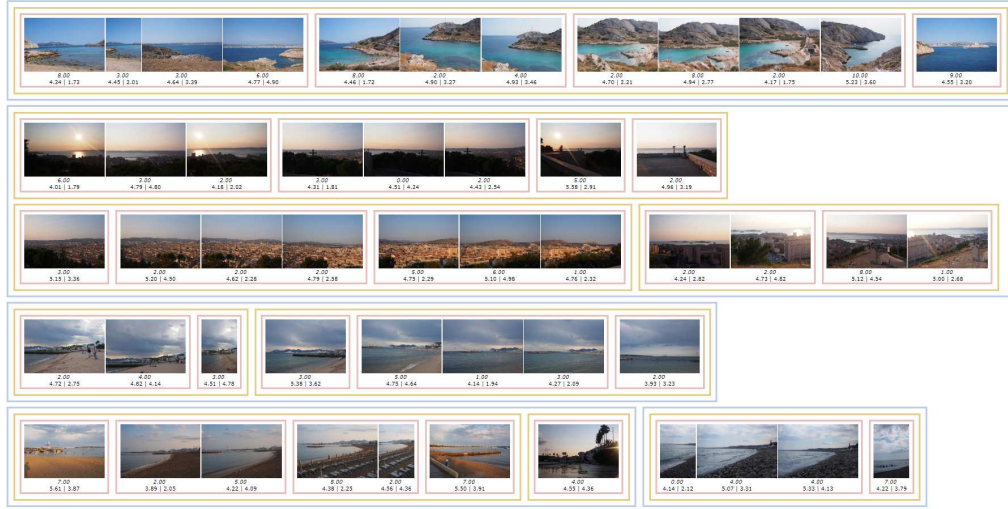 8.00 3.00 3.00 6.00 8.00 2.00 4.00 2.00 9.00 2.00 10.00 9.00
4.24 | 1.73 4.45 | 2.01 4.64 | 3.39 4.77 | 4.90 4.46 | 1.72 4.90 | 3.27 4.93 | 3.46 4.70 | 2.21 4.94 | 2.77 4.17 | 1.75 5.23 | 3.60 4.55 | 3.20
6.00 3.00 2.00 3.00 0.00 2.00 5.00 2.00
4.01 | 1.79 4.79 | 4.80 4.18 | 2.02 4.31 | 1.81 4.51 | 4.24 4.43 | 2.54 5.58 | 2.91 4.96 | 3.19
3.00 2.00 2.00 2.00 5.00 6.00 1.00 2.00 2.00 8.00 1.00
5.15 | 3.36 5.20 | 4.50 4.62 | 2.28 4.79 | 2.58 4.75 | 2.29 5.10 | 4.98 4.76 | 2.32 4.24 | 2.82 4.73 | 4.82 5.12 | 4.54 5.00 | 2.68
2.00 4.00 3.00 3.00 5.00 1.00 3.00 2.00
4.72 | 2.75 4.82 | 4.14 4.51 | 4.78 5.38 | 3.62 4.73 | 4.64 4.14 | 1.94 4.27 | 2.09 3.93 | 3.23
7.00 2.00 5.00 8.00 2.00 7.00 4.00 0.00 4.00 4.00 7.00
5.61 | 3.87 3.89 | 2.05 4.22 | 4.09 4.38 | 2.25 4.56 | 4.36 5.50 | 3.91 4.55 | 4.36 4.14 | 2.12 5.07 | 3.31 5.33 | 4.13 4.22 | 3.79